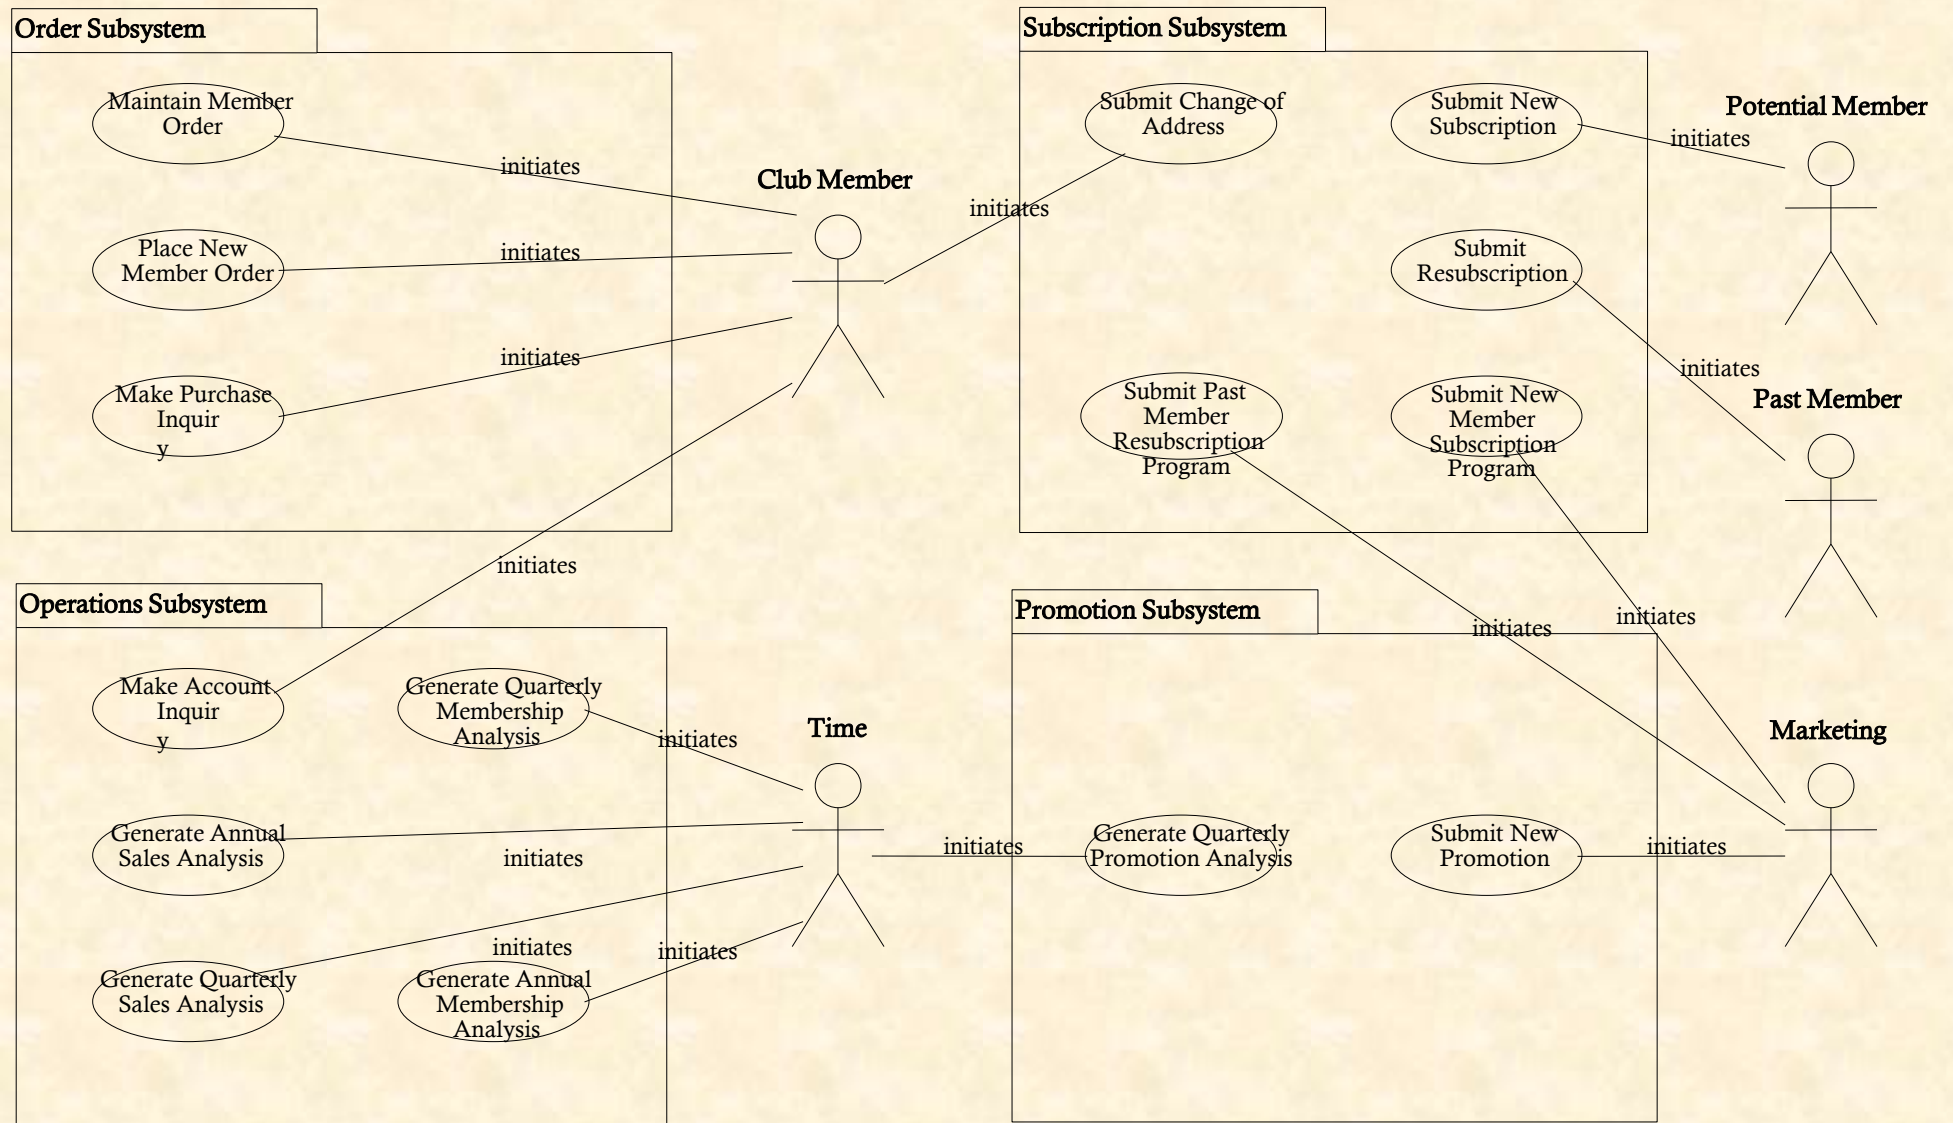 Order Subsystem
Maintain Member
Order
initiates
Place New
Member Order
initiates
Make Purchase
Inquir
y
initiates
Club Member
initiates
initiates
Subscription Subsystem
Submit Change of
Address
Submit New
Subscription
initiates
Potential Member
Submit
Resubscription
initiates
Past Member
Submit Past
Member
Resubscription
Program
Submit New
Member
Subscription
Program
initiates
initiates
Operations Subsystem
Make Account
Inquir
y
Generate Quarterly
Membership
Analysis
initiates
Time
Generate Annual
Sales Analysis
initiates
Generate Quarterly
Sales Analysis
initiates
Generate Annual
Membership
Analysis
initiates
Promotion Subsystem
initiates
Generate Quarterly
Promotion Analysis
Submit New
Promotion
initiates
Marketing